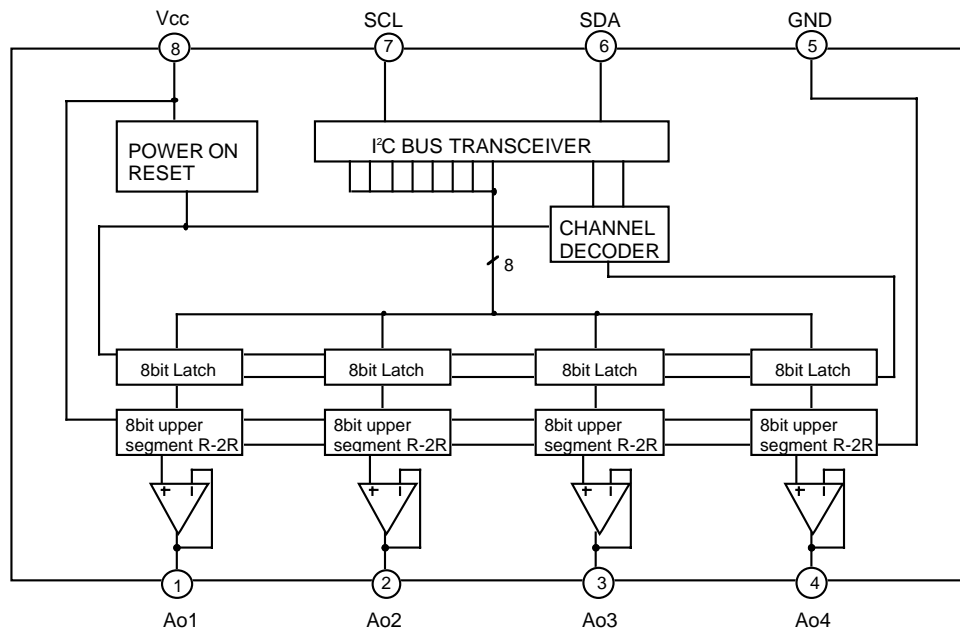 Vcc
SCL
SDA
GND
8
7
6
5
POWER ON
RESET
I²C BUS TRANSCEIVER
CHANNEL
DECODER
8
8bit Latch
8bit Latch
8bit Latch
8bit Latch
8bit upper
segment R-2R
8bit upper
segment R-2R
8bit upper
segment R-2R
8bit upper
segment R-2R
+
+
+
+
1
2
3
4
Ao1
Ao2
Ao3
Ao4